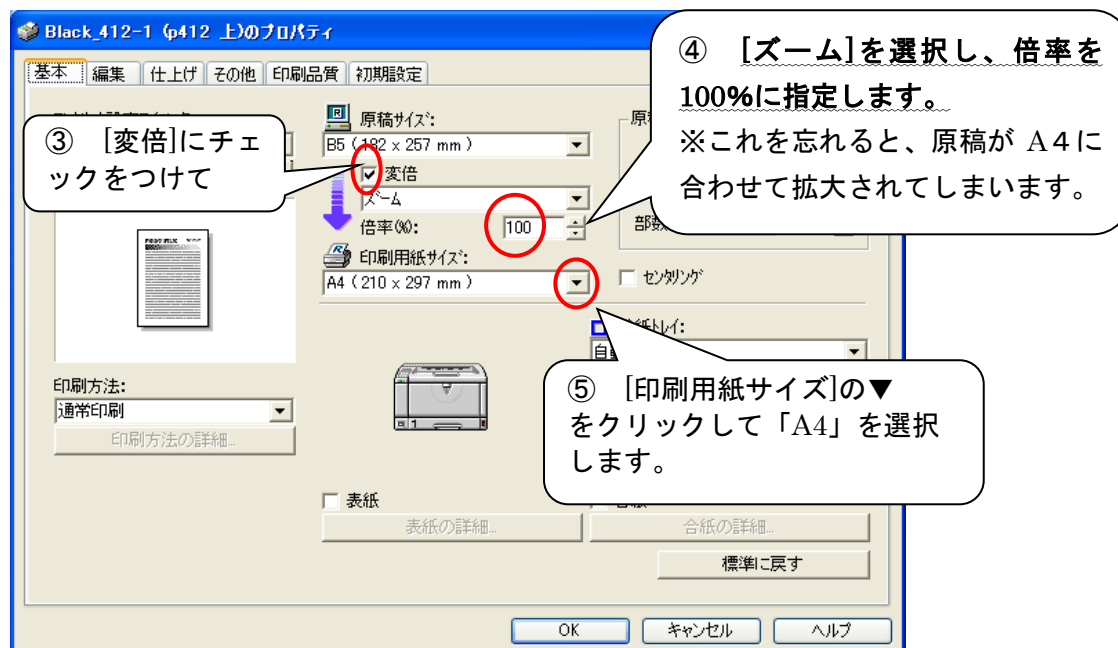 Black_412-1 (p412 上)のプロパティ
基本 編集 仕上げ その他 印刷品質 初期設定
④ [ズーム]を選択し、倍率を
100%に指定します。
※これを忘れると、原稿が A4に
合わせて拡大されてしまいます。
③ [変倍]にチェ
ックをつけて
原稿サイズ:
B5 (182 x 257 mm)
変倍
ズーム
倍率(%): 100
印刷用紙サイズ:
A4 (210 x 297 mm)
部数
センタリング
給紙トレイ:
⑤ [印刷用紙サイズ]の▼
をクリックして「A4」を選択
します。
印刷方法:
通常印刷
印刷方法の詳細...
1
表紙
表紙の詳細...
合紙
合紙の詳細...
標準に戻す
OK キャンセル ヘルプ